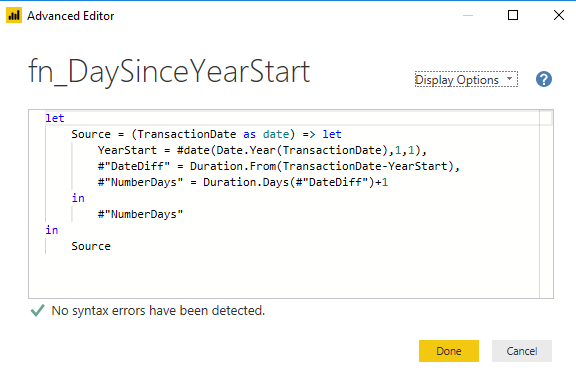 Advanced Editor
fn_DaySinceYearStart
Display Options
?
let
Source = (TransactionDate as date) => let
YearStart = #date(Date.Year(TransactionDate),1,1),
#"DateDiff" = Duration.From(TransactionDate-YearStart),
#"NumberDays" = Duration.Days(#"DateDiff")+1
in
#"NumberDays"
in
Source
No syntax errors have been detected.
Done
Cancel